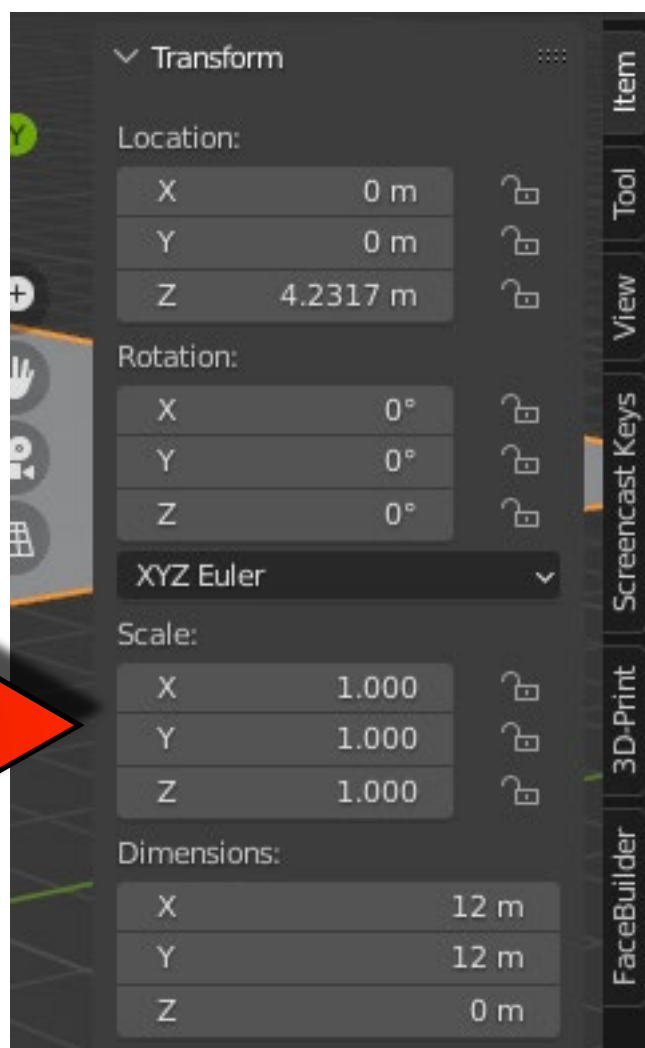 Transform
Location:
X 0 m
Y 0 m
Z 4.2317 m
Rotation:
X 0°
Y 0°
Z 0°
XYZ Euler
Scale:
X 1.000
Y 1.000
Z 1.000
Dimensions:
X 12 m
Y 12 m
Z 0 m
Y
Item
Tool
View
Screencast Keys
3D-Print
FaceBuilder